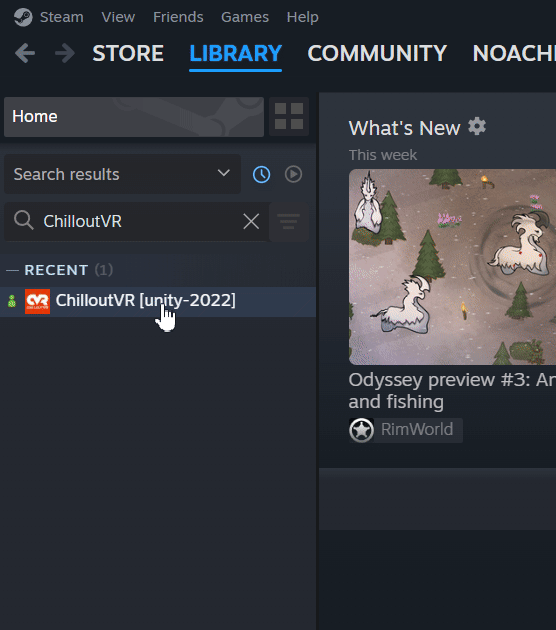 Steam View Friends Games Help
STORE LIBRARY COMMUNITY NOACH
Home
What's New
This week
Search results
ChilloutVR
— RECENT (1)
CVR ChilloutVR [unity-2022]
Odyssey preview #3: An
and fishing
RimWorld